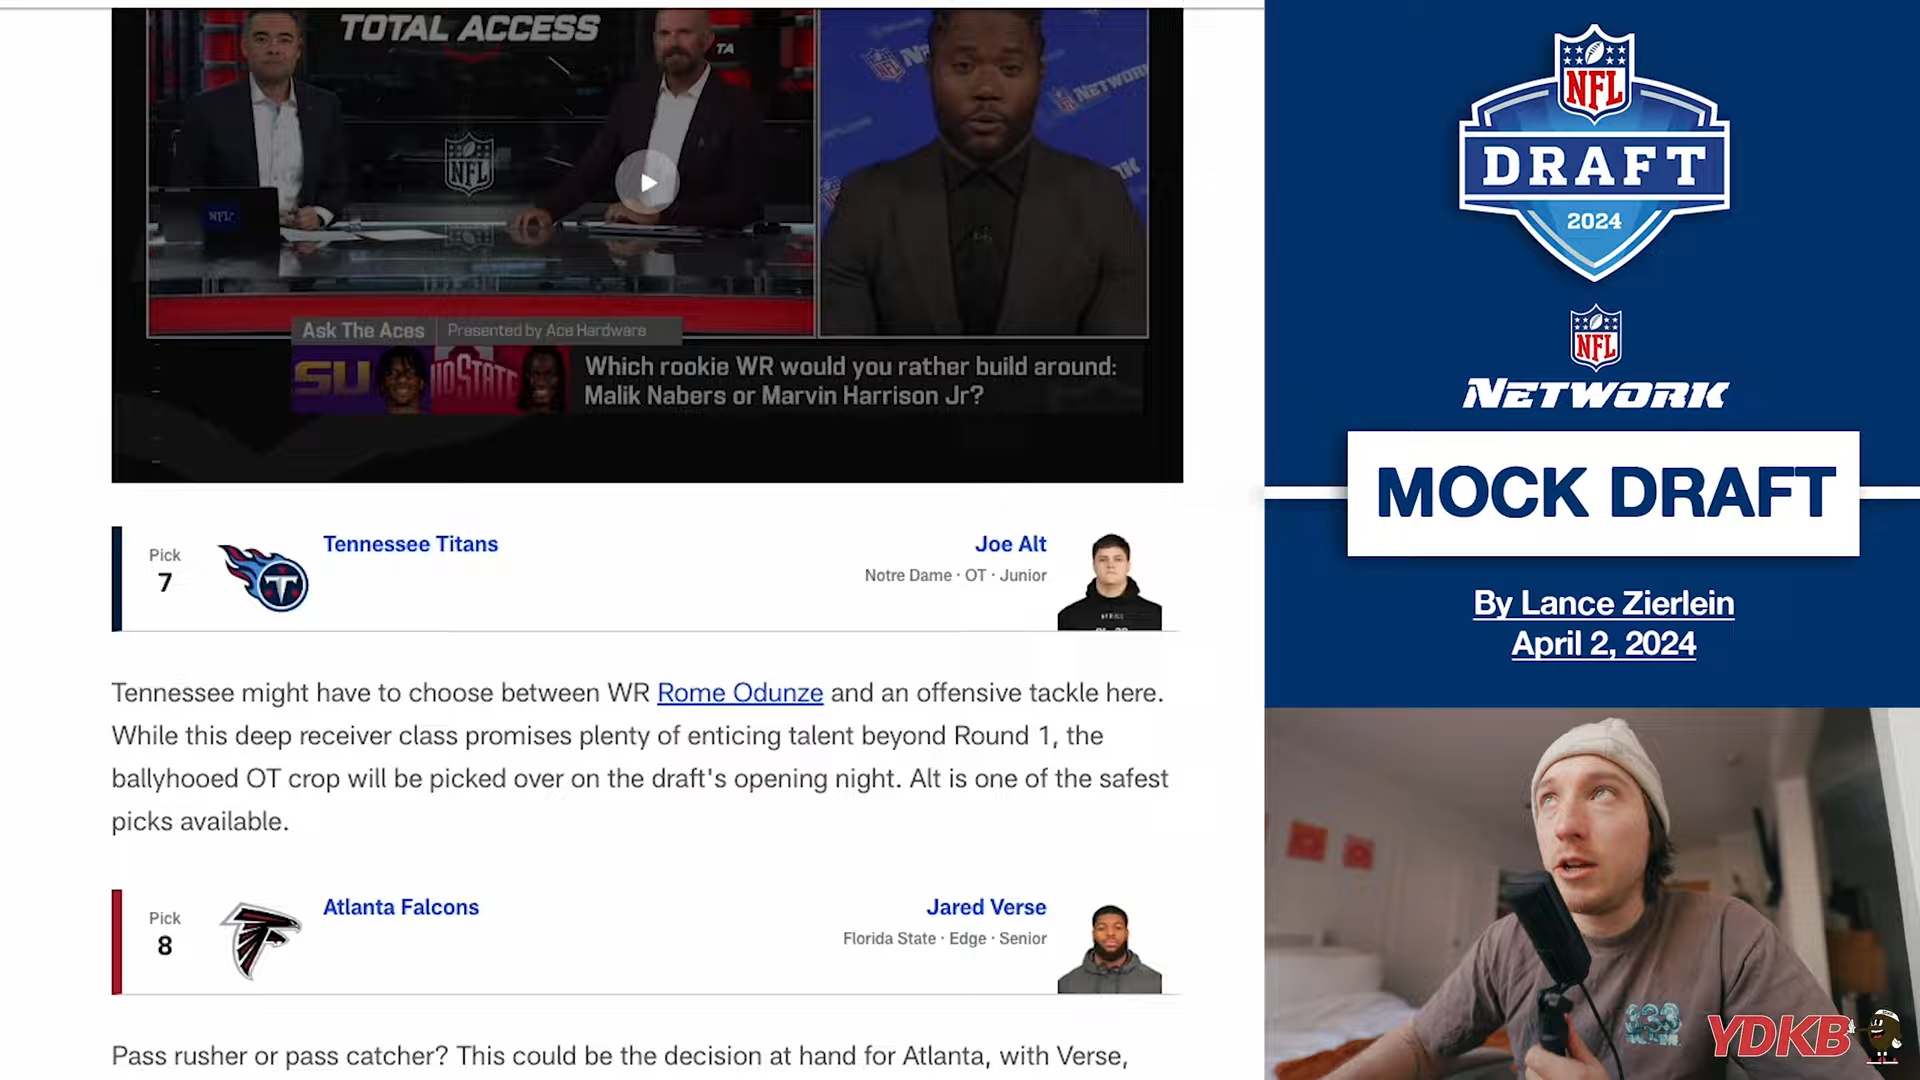 TOTAL ACCESS
TA
NFL
NFL
NETWORK
Ask The Aces
Presented by Ace Hardware
Which rookie WR would you rather build around:
Malik Nabers or Marvin Harrison Jr?
Pick
7
Tennessee Titans
Joe Alt
Notre Dame · OT · Junior
Tennessee might have to choose between WR Rome Odunze and an offensive tackle here.
While this deep receiver class promises plenty of enticing talent beyond Round 1, the
ballyhooed OT crop will be picked over on the draft's opening night. Alt is one of the safest
picks available.
Pick
8
Atlanta Falcons
Jared Verse
Florida State · Edge · Senior
Pass rusher or pass catcher? This could be the decision at hand for Atlanta, with Verse,
NFL
DRAFT
2024
NFL
NETWORK
MOCK DRAFT
By Lance Zierlein
April 2, 2024
YDKB